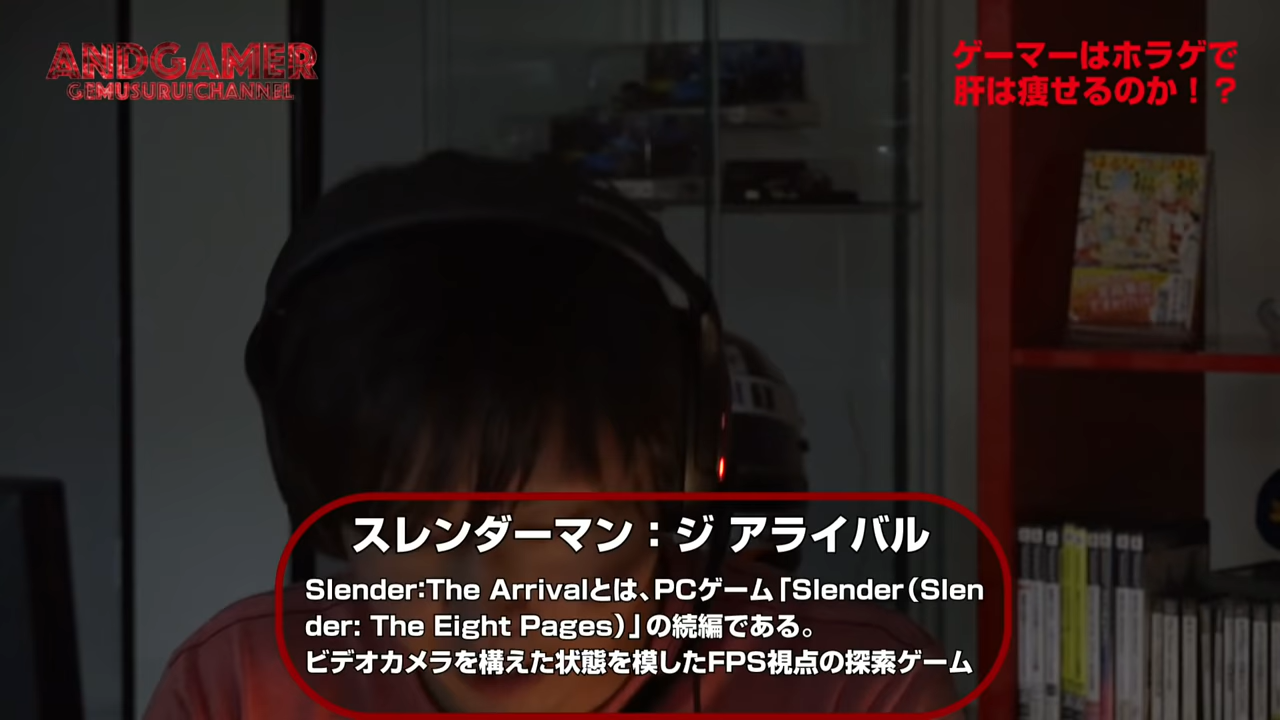 ANDGAMER
GEMUSURU!CHANNEL
ゲーマーはホラゲで
肝は痩せるのか！？
スレンダーマン：ジ アライバル
Slender:The Arrivalとは、PCゲーム「Slender（Slen
der: The Eight Pages）」の続編である。
ビデオカメラを構えた状態を模したFPS視点の探索ゲーム